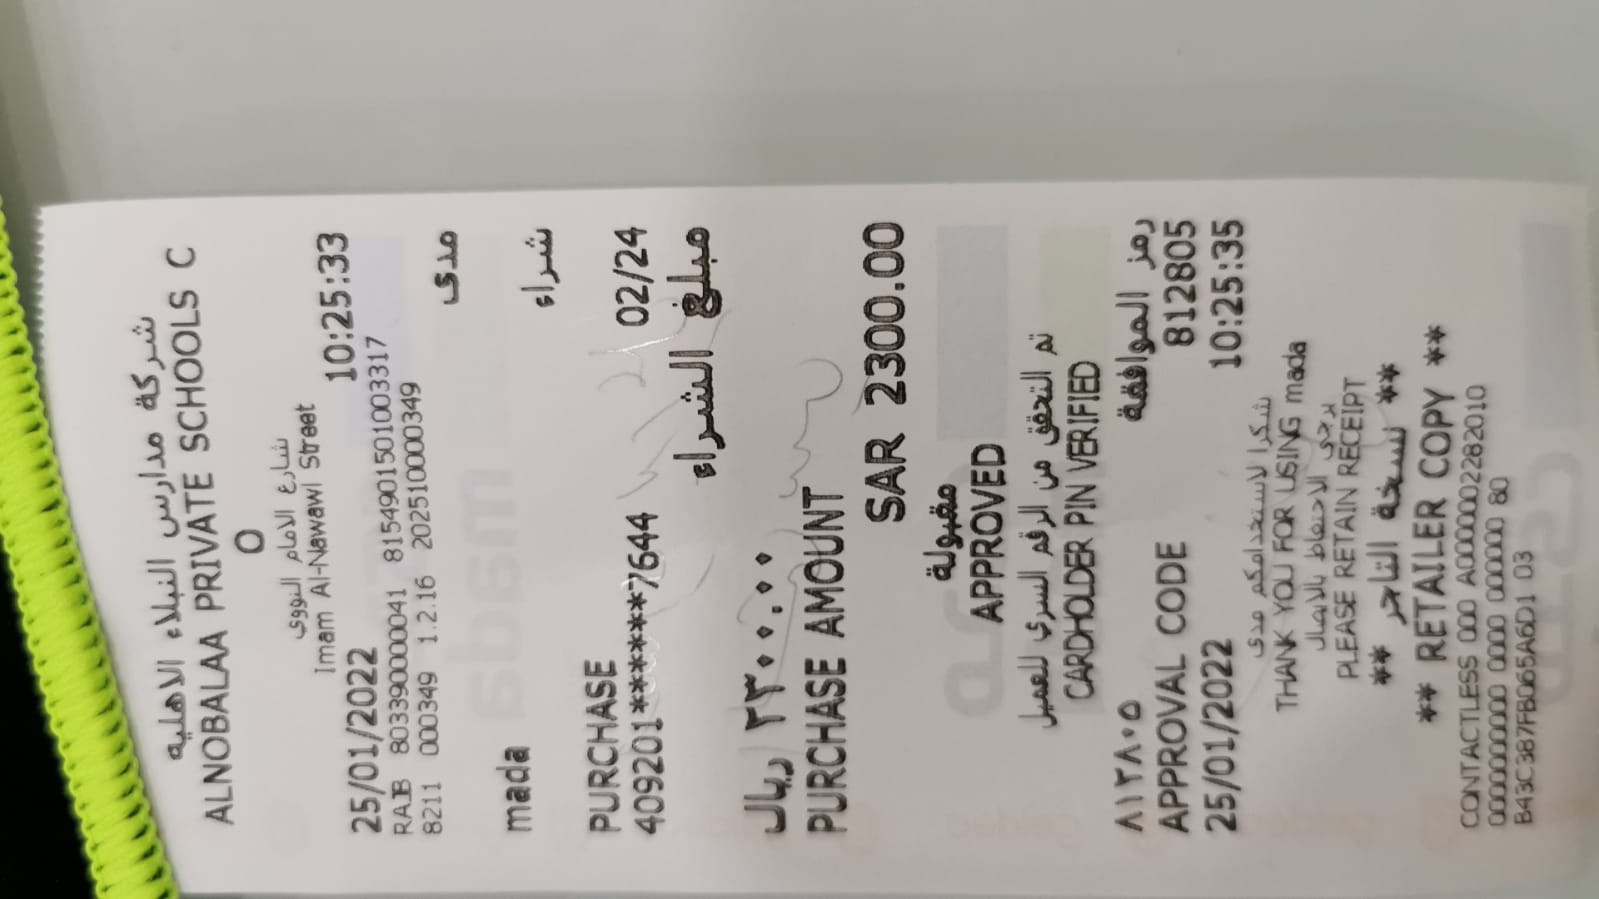 شركة مدارس النبلاء الاهلية
ALNOBALAA PRIVATE SCHOOLS C
O
شارع الامام النووي
Imam Al-Nawawi Street
25/01/2022 10:25:33
RAJB 8033900000041 815490150100331​7
8211 000349 1.2.16 202510000349
mada مدى
شراء
PURCHASE
409201******7644 02/24
مبلغ الشراء
٢٣٠٠.٠٠ ريال
PURCHASE AMOUNT
SAR 2300.00
مقبولة
APPROVED
تم التحقق من الرقم السري للعميل
CARDHOLDER PIN VERIFIED
رمز الموافقة ٨١٢٨٠٥
APPROVAL CODE 812805
25/01/2022 10:25:35
شكرا لاستخدامكم مدى
THANK YOU FOR USING mada
يرجى الاحتفاظ بالايصال
PLEASE RETAIN RECEIPT
** نسخة التاجر **
** RETAILER COPY **
CONTACTLESS 000 A0000002282010
0000000000 0000 000000 80
B43C387FB065A6D1 03